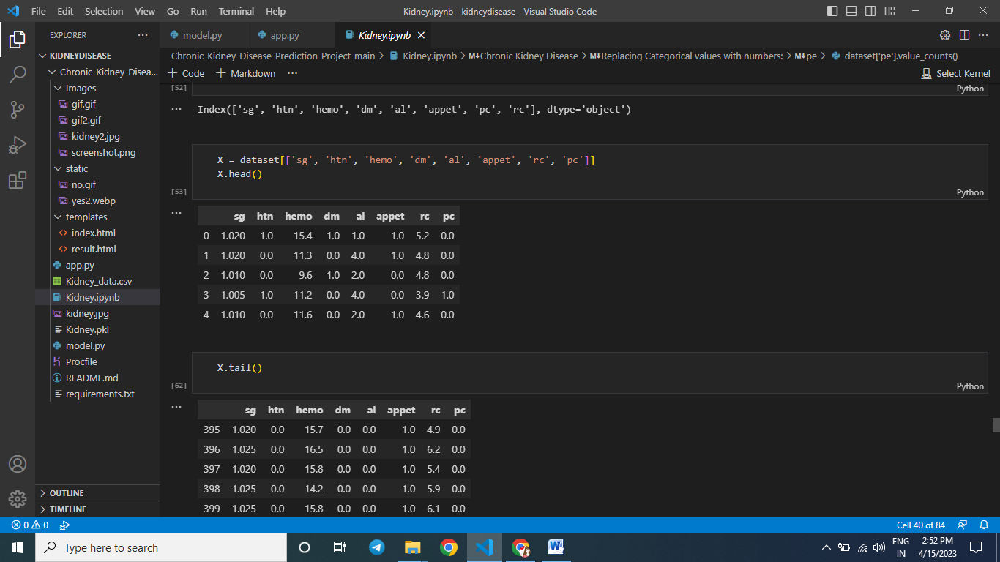 File Edit Selection View Go Run Terminal Help Kidney.ipynb - kidneydisease - Visual Studio Code
EXPLORER ...
KIDNEYDISEASE
Chronic-Kidney-Disea...
Images
gif.gif
gif2.gif
kidney2.jpg
screenshot.png
static
no.gif
yes2.webp
templates
index.html
result.html
app.py
Kidney_data.csv
Kidney.ipynb
kidney.jpg
Kidney.pkl
model.py
Procfile
README.md
requirements.txt
OUTLINE
TIMELINE
model.py app.py Kidney.ipynb
Chronic-Kidney-Disease-Prediction-Project-main > Kidney.ipynb > M↓Chronic Kidney Disease > M↓Replacing Categorical values with numbers: > M↓pe > dataset['pe'].value_counts()
+ Code + Markdown ... Select Kernel
[52] Python
... Index(['sg', 'htn', 'hemo', 'dm', 'al', 'appet', 'pc', 'rc'], dtype='object')
X = dataset[['sg', 'htn', 'hemo', 'dm', 'al', 'appet', 'rc', 'pc']]
X.head()
[53] Python
...
sg htn hemo dm al appet rc pc
0 1.020 1.0 15.4 1.0 1.0 1.0 5.2 0.0
1 1.020 0.0 11.3 0.0 4.0 1.0 4.8 0.0
2 1.010 0.0 9.6 1.0 2.0 0.0 4.8 0.0
3 1.005 1.0 11.2 0.0 4.0 0.0 3.9 1.0
4 1.010 0.0 11.6 0.0 2.0 1.0 4.6 0.0
X.tail()
[62] Python
...
sg htn hemo dm al appet rc pc
395 1.020 0.0 15.7 0.0 0.0 1.0 4.9 0.0
396 1.025 0.0 16.5 0.0 0.0 1.0 6.2 0.0
397 1.020 0.0 15.8 0.0 0.0 1.0 5.4 0.0
398 1.025 0.0 14.2 0.0 0.0 1.0 5.9 0.0
399 1.025 0.0 15.8 0.0 0.0 1.0 6.1 0.0
0 0 Cell 40 of 84
Type here to search
ENG
IN
2:52 PM
4/15/2023